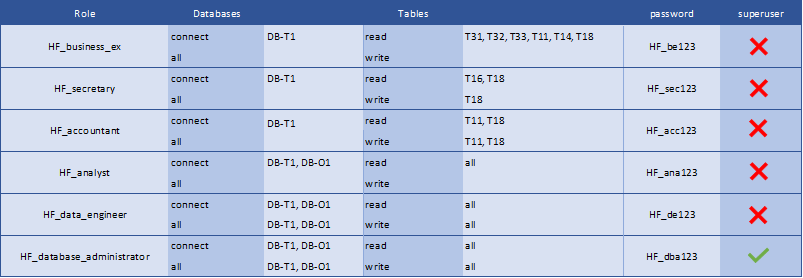 Role Databases Tables password superuser
connect DB-T1 read T31, T32, T33, T11, T14, T18
HF_business_ex HF_be123
all write
connect DB-T1 read T16, T18
HF_secretary HF_sec123
all write T18
connect DB-T1 read T11, T18
HF_accountant HF_acc123
all write T11, T18
connect DB-T1, DB-O1 read all
HF_analyst HF_ana123
all write
connect DB-T1, DB-O1 read all
HF_data_engineer HF_de123
all DB-T1, DB-O1 write all
connect DB-T1, DB-O1 read all
HF_database_administrator HF_dba123
all DB-T1, DB-O1 write all